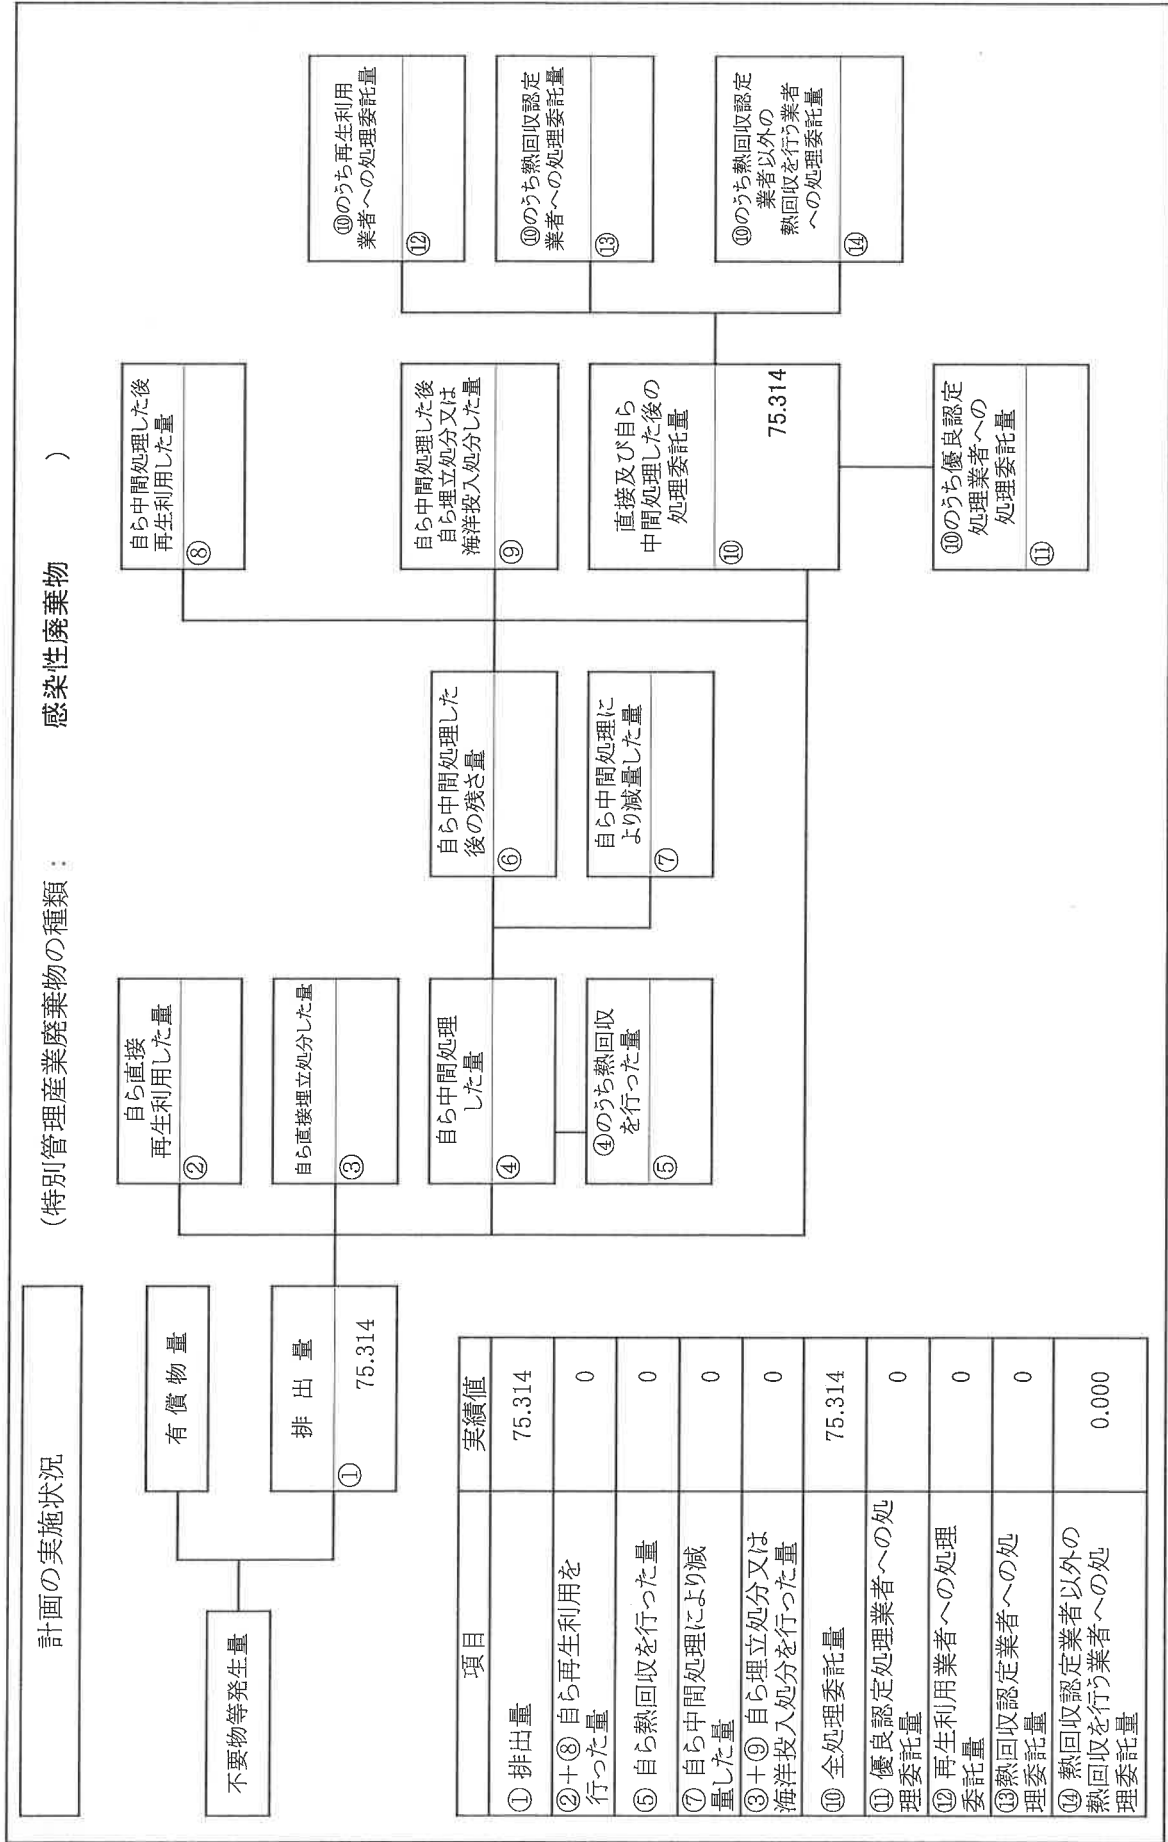 計画の実施状況
(特別管理産業廃棄物の種類： 感染性廃棄物 )
不要物等発生量
有償物量
排出量
① 75.314
自ら直接
再生利用した量
②
自ら直接埋立処分した量
③
自ら中間処理
した量
④
④のうち熱回収
を行った量
⑤
自ら中間処理した
後の残さ量
⑥
自ら中間処理に
より減量した量
⑦
自ら中間処理した後
再生利用した量
⑧
自ら中間処理した後
自ら埋立処分又は
海洋投入処分した量
⑨
直接及び自ら
中間処理した後の
処理委託量
⑩
75.314
⑩のうち優良認定
処理業者への
処理委託量
⑪
⑩のうち再生利用
業者への処理委託量
⑫
⑩のうち熱回収認定
業者への処理委託量
⑬
⑩のうち熱回収認定
業者以外の
熱回収を行う業者
への処理委託量
⑭
項目 実績値
① 排出量 75.314
②＋⑧ 自ら再生利用を
行った量 0
⑤ 自ら熱回収を行った量 0
⑦ 自ら中間処理により減
量した量 0
③＋⑨ 自ら埋立処分又は
海洋投入処分を行った量 0
⑩ 全処理委託量 75.314
⑪ 優良認定処理業者への処
理委託量 0
⑫ 再生利用業者への処理
委託量 0
⑬熱回収認定業者への処
理委託量 0
⑭ 熱回収認定業者以外の
熱回収を行う業者への処
理委託量 0.000